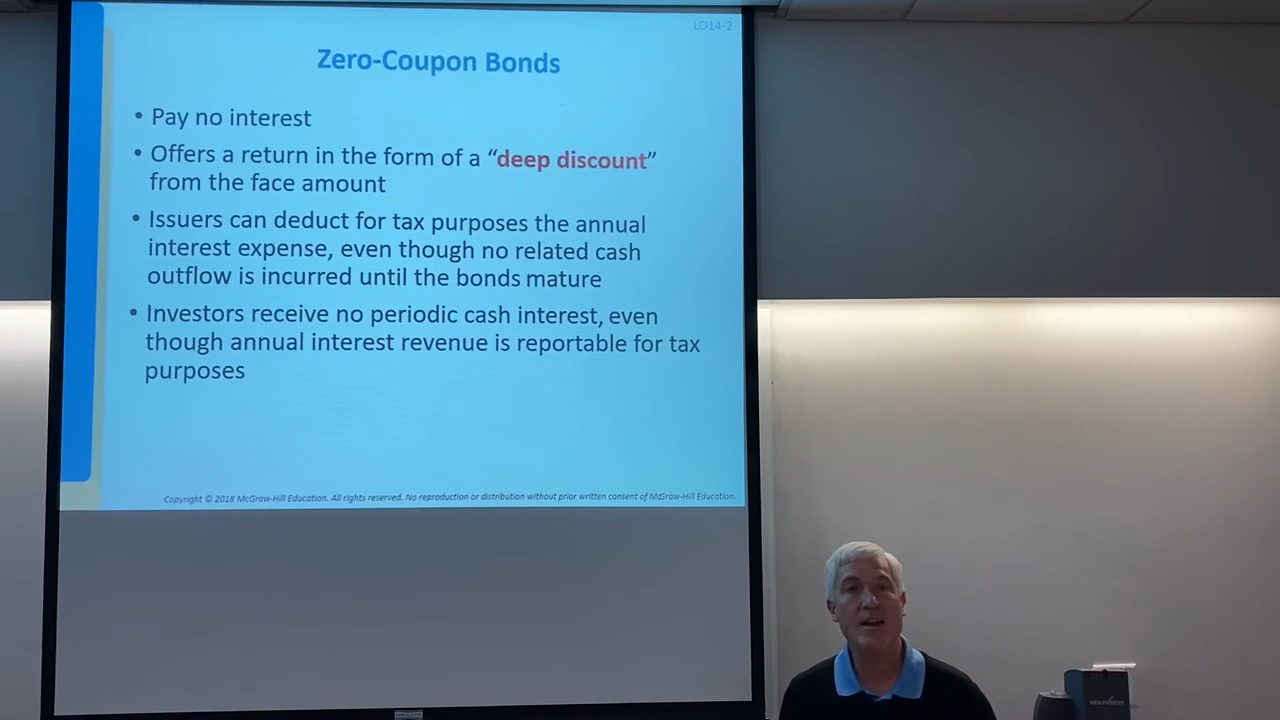 LO14-2
Zero-Coupon Bonds
• Pay no interest
• Offers a return in the form of a “deep discount”
from the face amount
• Issuers can deduct for tax purposes the annual
interest expense, even though no related cash
outflow is incurred until the bonds mature
• Investors receive no periodic cash interest, even
though annual interest revenue is reportable for tax
purposes
Copyright © 2018 McGraw-Hill Education. All rights reserved. No reproduction or distribution without prior written consent of McGraw-Hill Education.